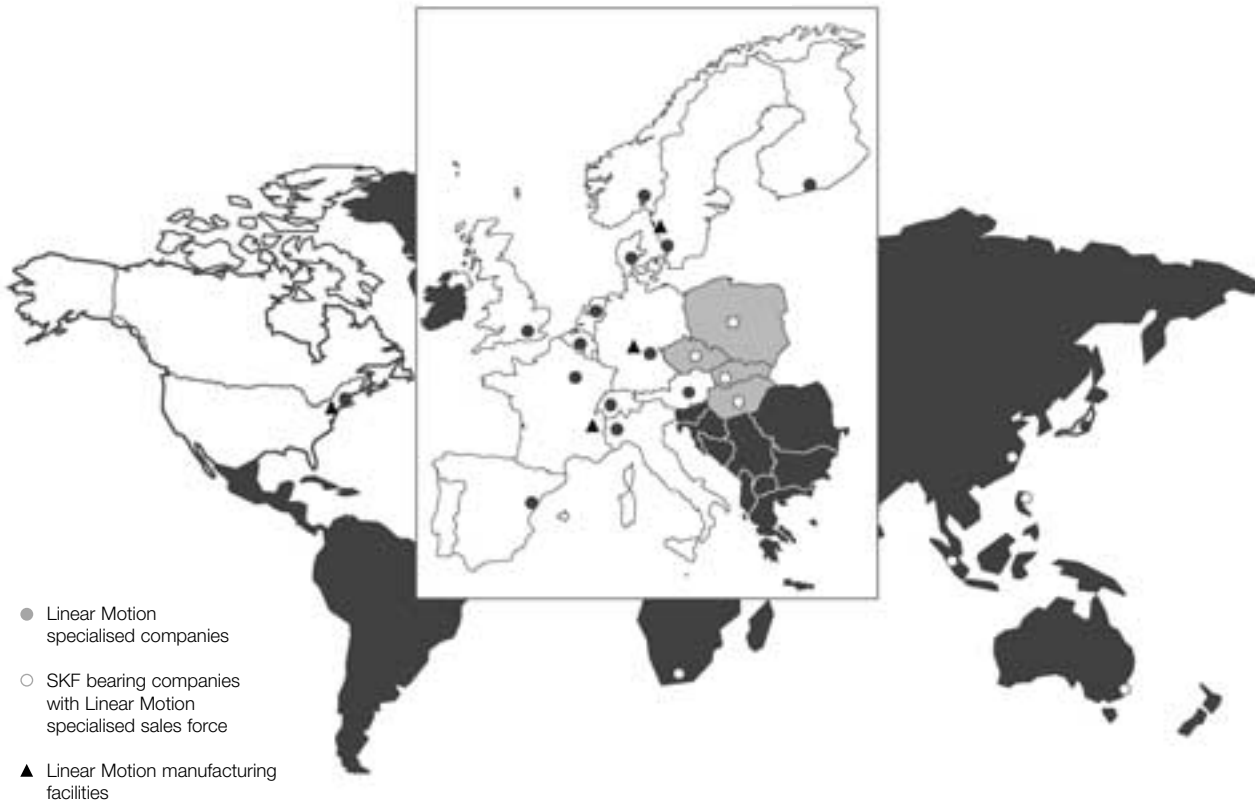 Linear Motion
specialised companies
SKF bearing companies
with Linear Motion
specialised sales force
Linear Motion manufacturing
facilities